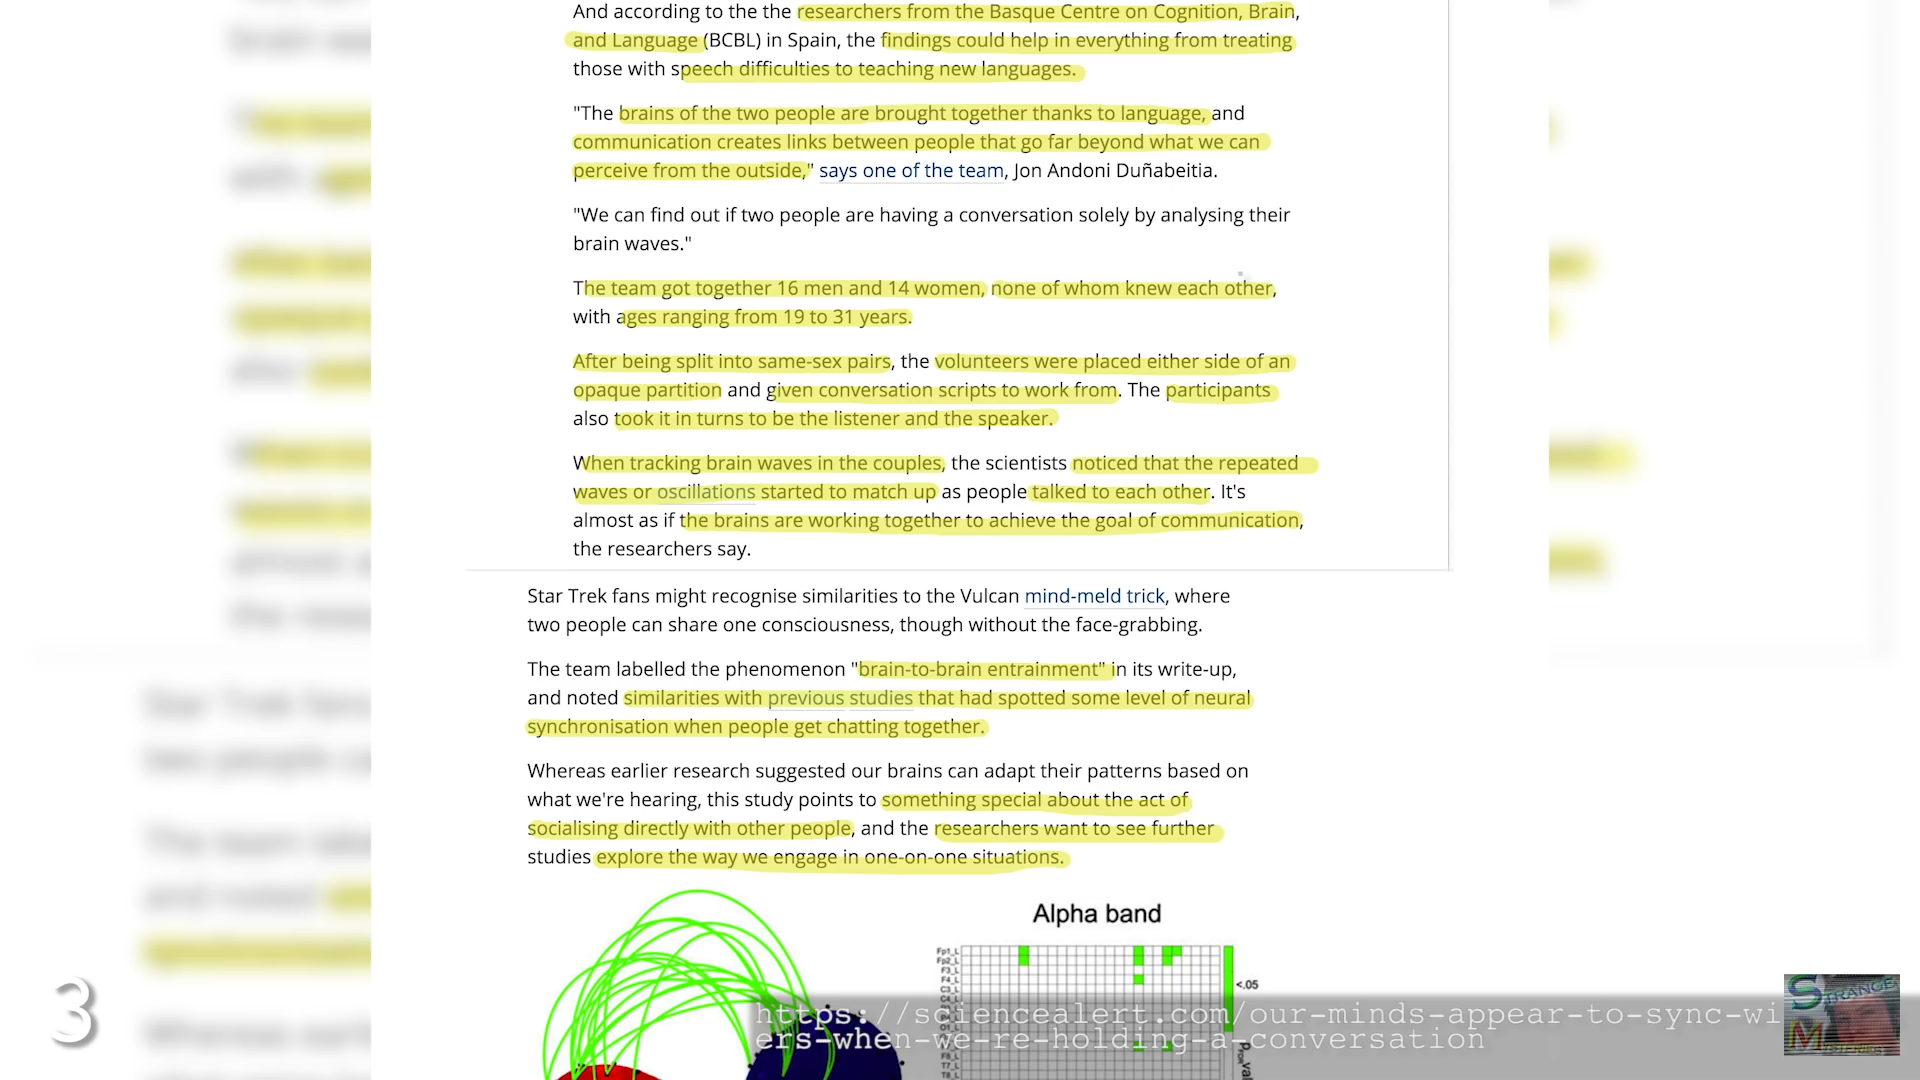 And according to the the researchers from the Basque Centre on Cognition, Brain,
and Language (BCBL) in Spain, the findings could help in everything from treating
those with speech difficulties to teaching new languages.
"The brains of the two people are brought together thanks to language, and
communication creates links between people that go far beyond what we can
perceive from the outside," says one of the team, Jon Andoni Duñabeitia.
"We can find out if two people are having a conversation solely by analysing their
brain waves."
The team got together 16 men and 14 women, none of whom knew each other,
with ages ranging from 19 to 31 years.
After being split into same-sex pairs, the volunteers were placed either side of an
opaque partition and given conversation scripts to work from. The participants
also took it in turns to be the listener and the speaker.
When tracking brain waves in the couples, the scientists noticed that the repeated
waves or oscillations started to match up as people talked to each other. It's
almost as if the brains are working together to achieve the goal of communication,
the researchers say.
Star Trek fans might recognise similarities to the Vulcan mind-meld trick, where
two people can share one consciousness, though without the face-grabbing.
The team labelled the phenomenon "brain-to-brain entrainment" in its write-up,
and noted similarities with previous studies that had spotted some level of neural
synchronisation when people get chatting together.
Whereas earlier research suggested our brains can adapt their patterns based on
what we're hearing, this study points to something special about the act of
socialising directly with other people, and the researchers want to see further
studies explore the way we engage in one-on-one situations.
Alpha band
Fp1_L
Fp2_L
F3_L
F4_L
C3_L
C4_L
<.05
F8_L
T7_L
T8_L
3
https://sciencealert.com/our-minds-appear-to-sync-wi
ers-when-we-re-holding-a-conversation
STRANGE
MYSTERIES